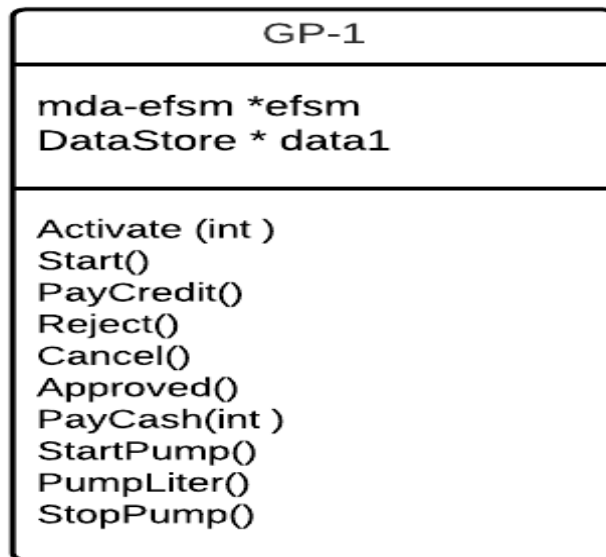 GP-1
mda-efsm *efsm
DataStore * data1
Activate (int )
Start()
PayCredit()
Reject()
Cancel()
Approved()
PayCash(int )
StartPump()
PumpLiter()
StopPump()